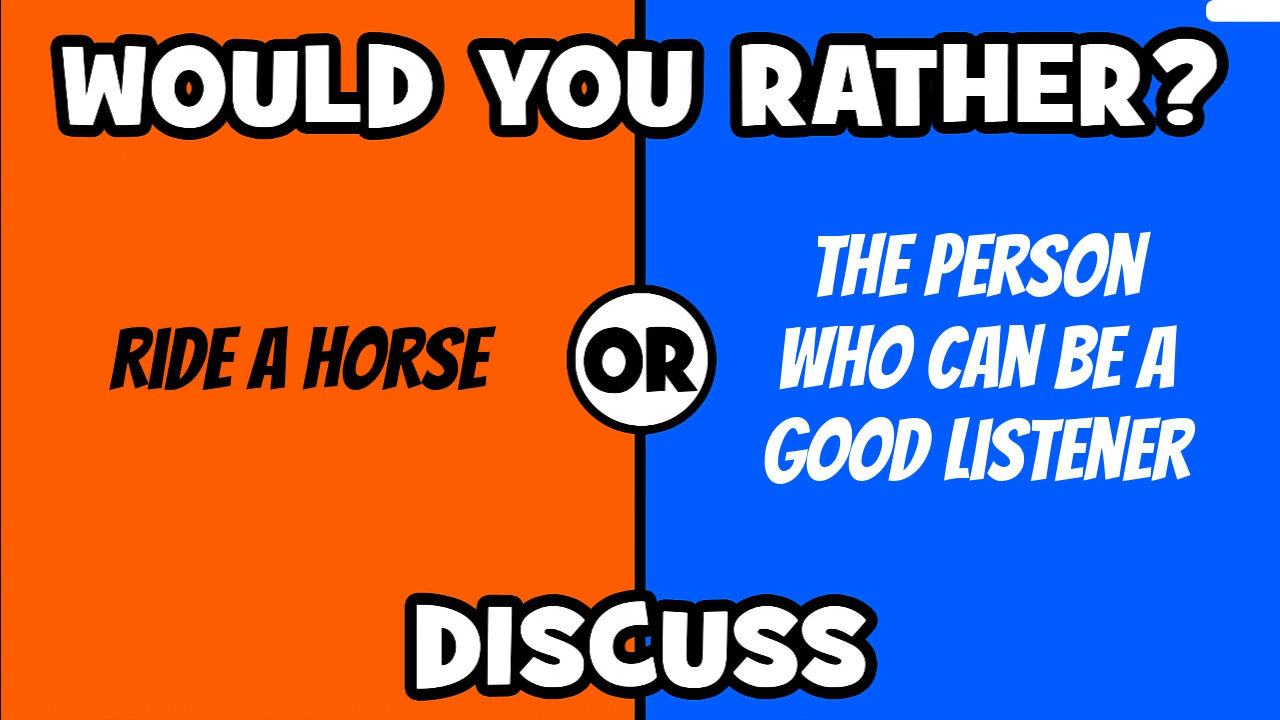 WOULD YOU RATHER?
RIDE A HORSE
OR
THE PERSON
WHO CAN BE A
GOOD LISTENER
DISCUSS